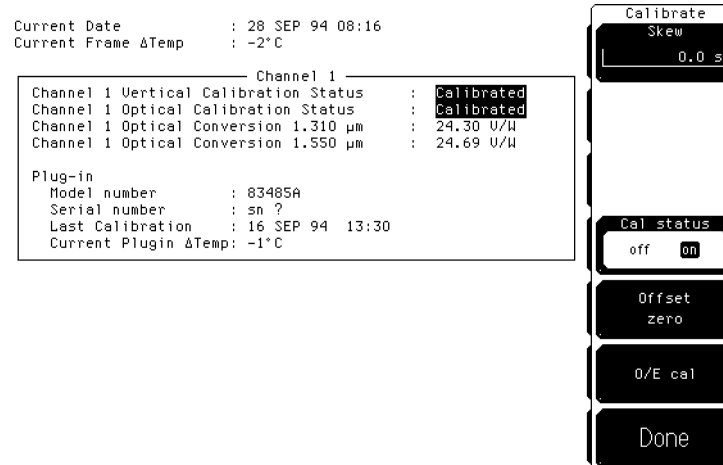 Current Date : 28 SEP 94 08:16
Current Frame ΔTemp : -2°C
Channel 1
Channel 1 Vertical Calibration Status : Calibrated
Channel 1 Optical Calibration Status : Calibrated
Channel 1 Optical Conversion 1.310 µm : 24.30 V/W
Channel 1 Optical Conversion 1.550 µm : 24.69 V/W
Plug-in
Model number : 83485A
Serial number : sn ?
Last Calibration : 16 SEP 94 13:30
Current Plugin ΔTemp: -1°C
Calibrate
Skew
0.0 s
Cal status
off on
Offset
zero
O/E cal
Done